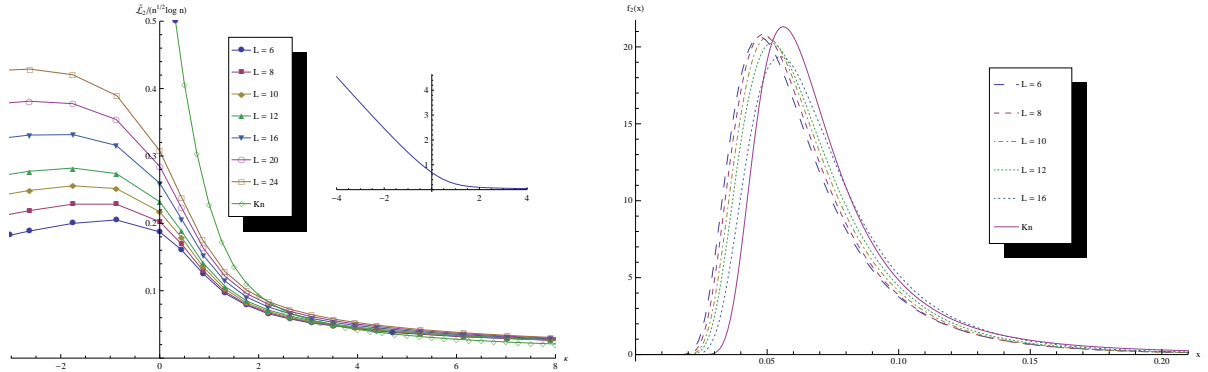 ℒ̂₂/(n^{1/2} log n)
0.5
0.4
0.3
0.2
0.1
−2
0
2
4
6
8
κ
L = 6
L = 8
L = 10
L = 12
L = 16
L = 20
L = 24
Kn
4
3
2
1
−4
−2
2
4
f₂(x)
20
15
10
5
0
0.05
0.10
0.15
0.20
x
L = 6
L = 8
L = 10
L = 12
L = 16
Kn